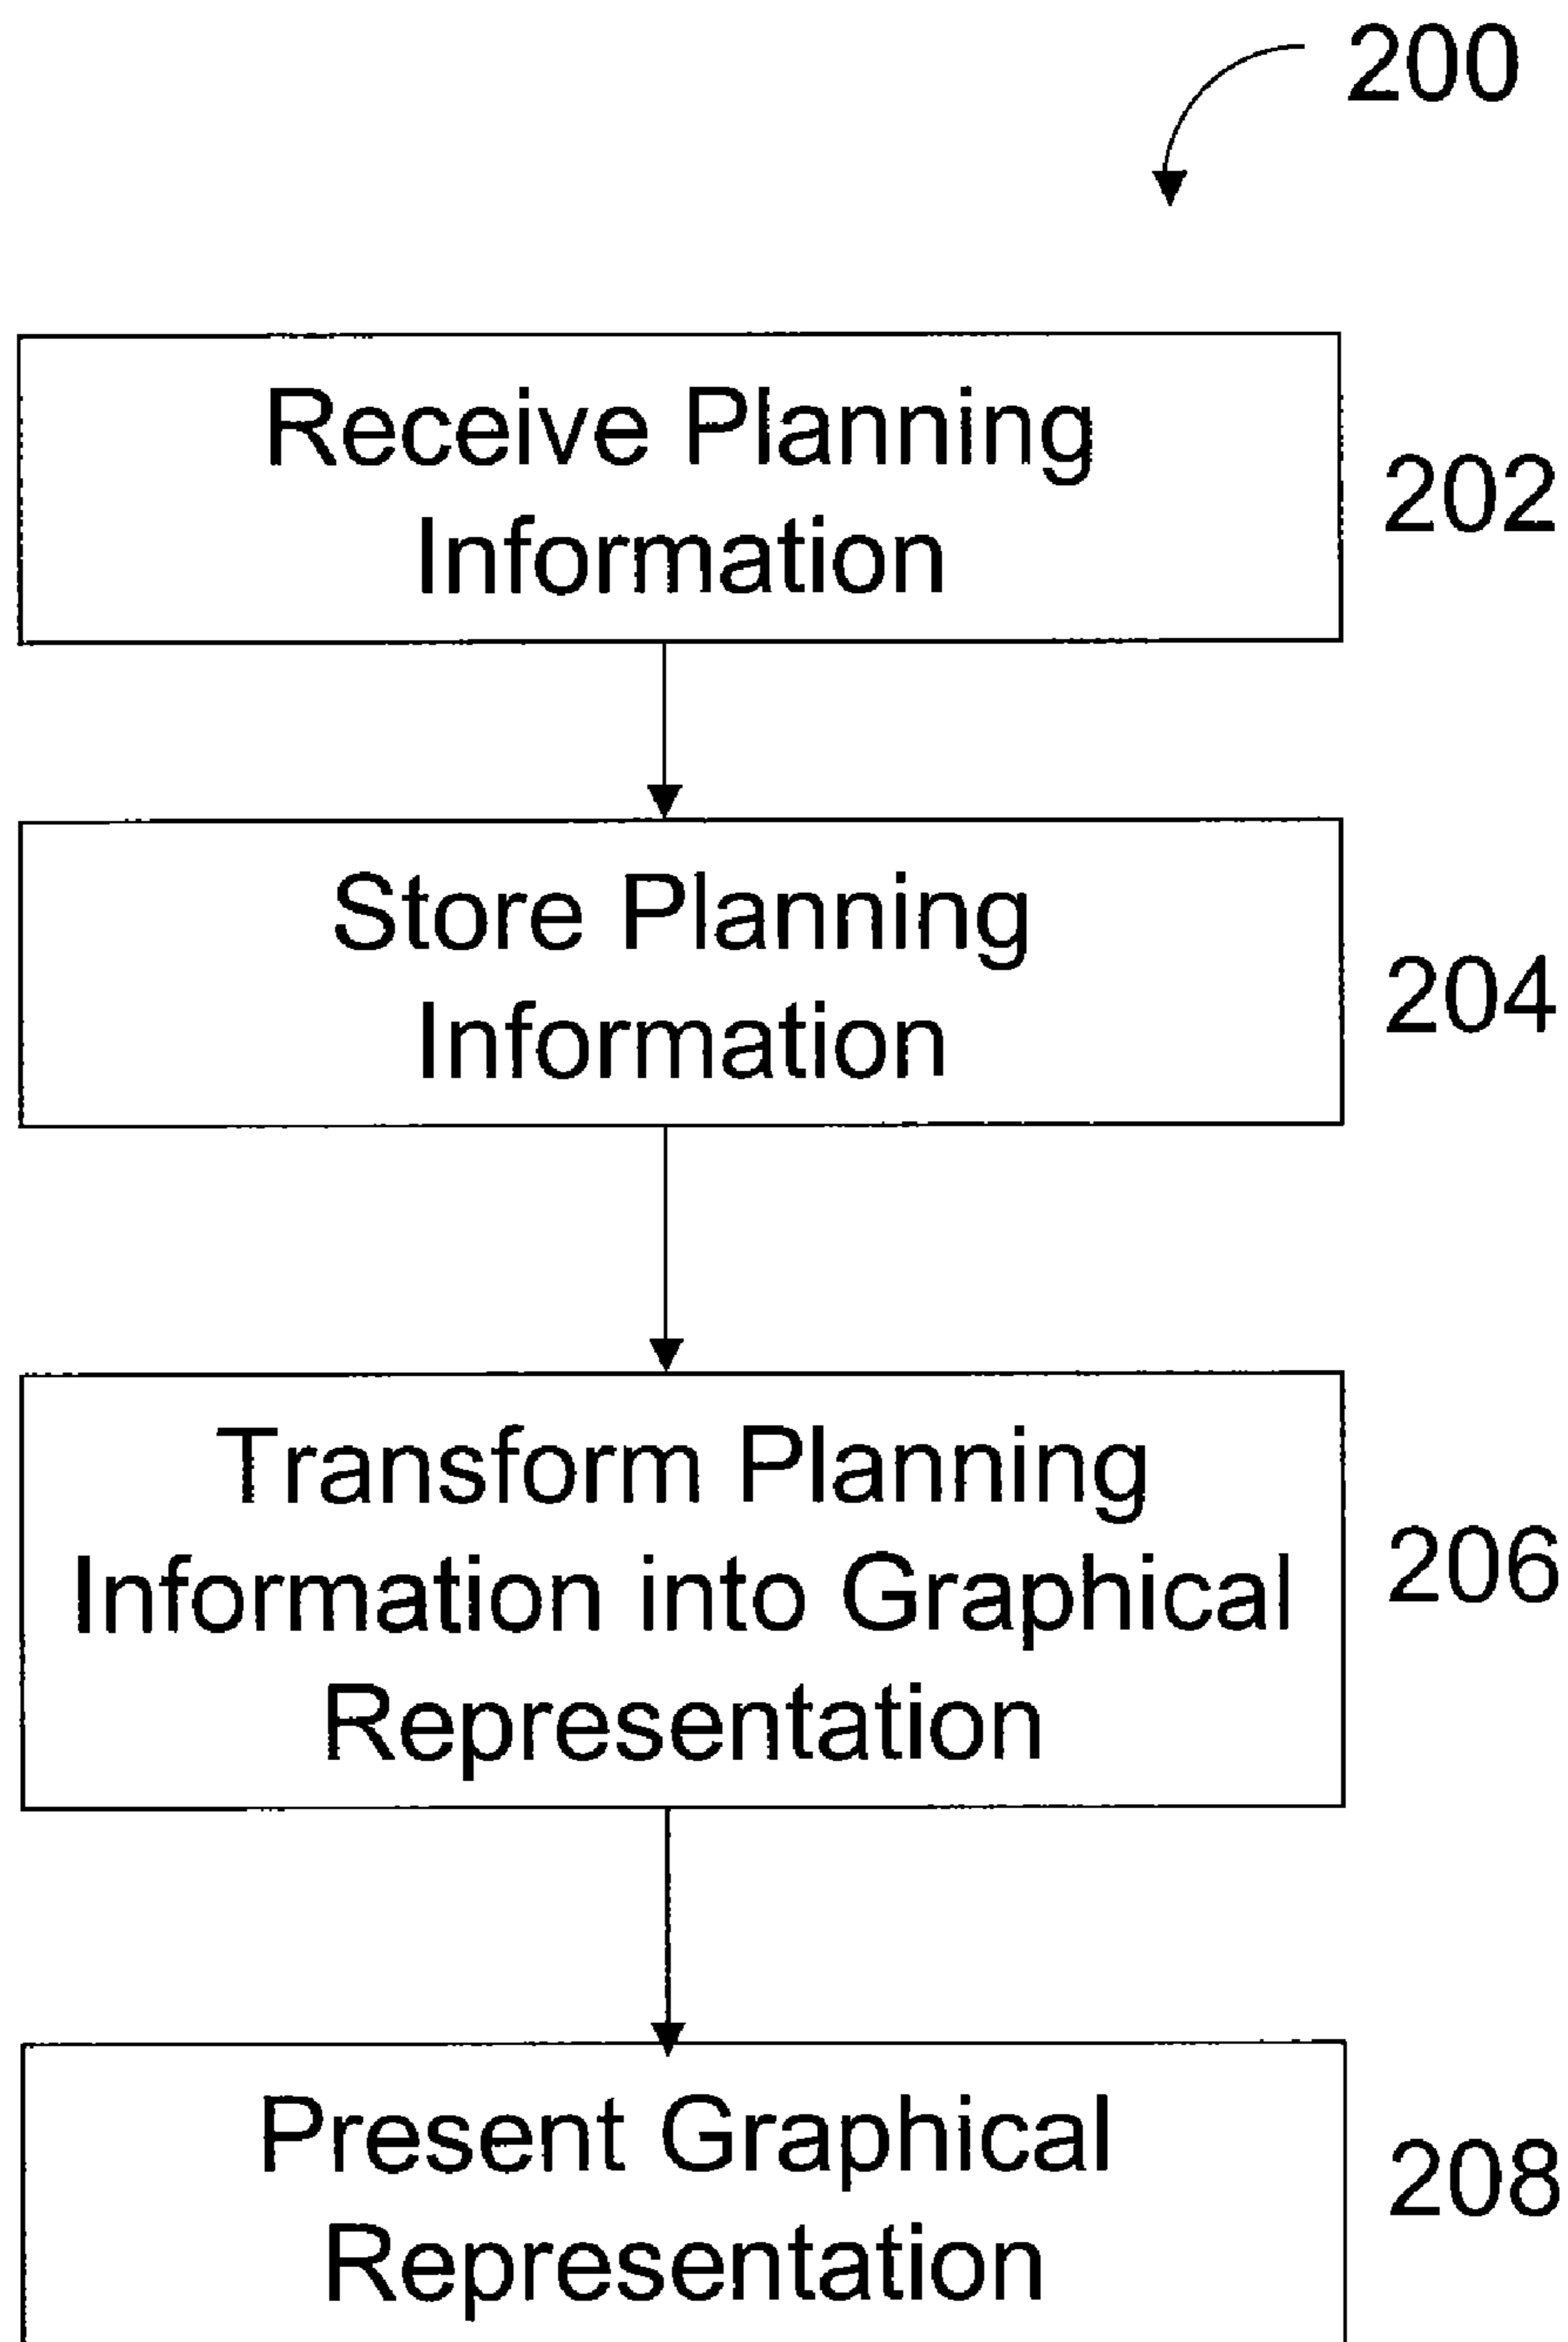 200
Receive Planning
Information
202
Store Planning
Information
204
Transform Planning
Information into Graphical
Representation
206
Present Graphical
Representation
208